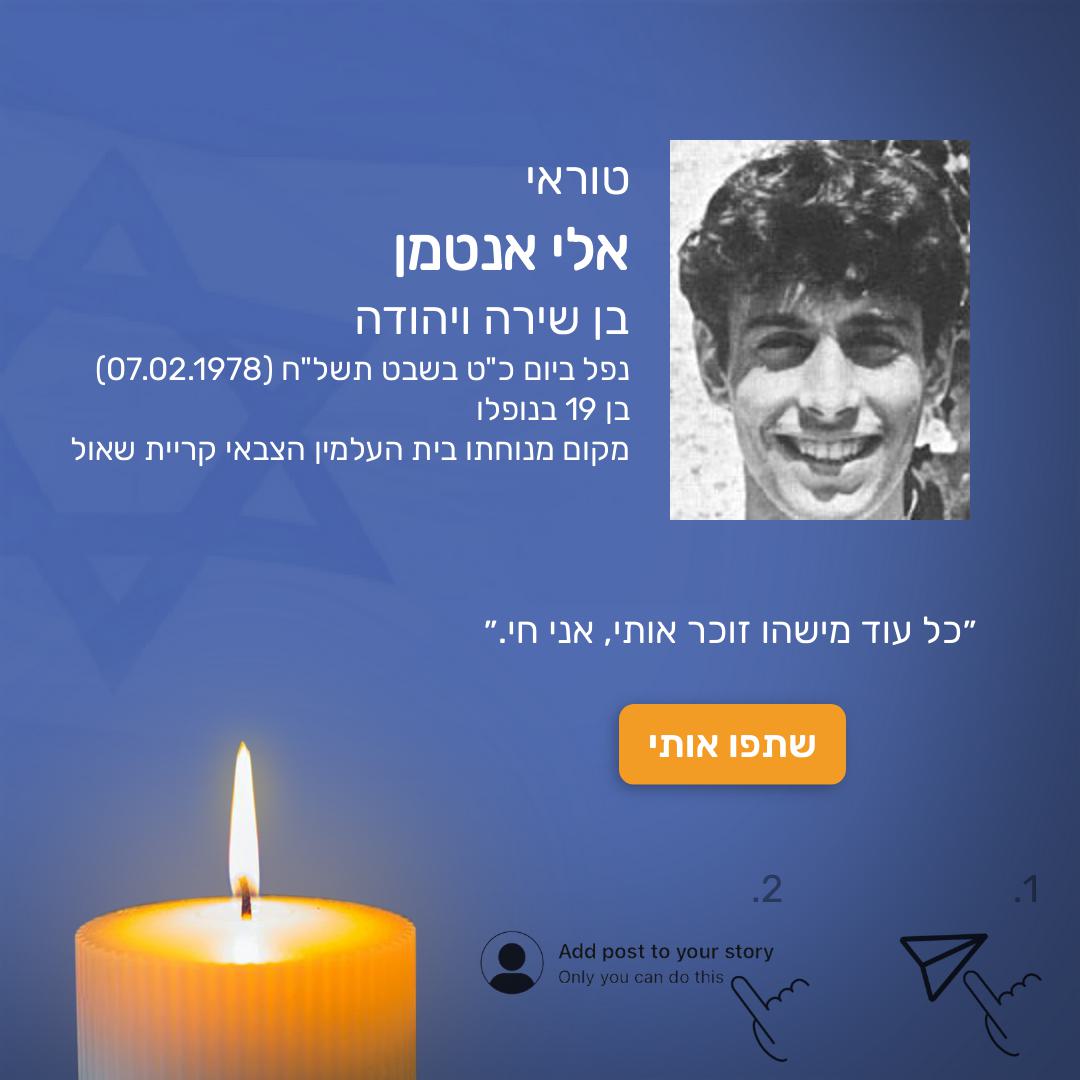 טוראי
אלי אנטמן
בן שירה ויהודה
נפל ביום כ"ט בשבט תשל"ח (07.02.1978)
בן 19 בנופלו
מקום מנוחתו בית העלמין הצבאי קריית שאול
״כל עוד מישהו זוכר אותי, אני חי.״
שתפו אותי
1.
2.
Add post to your story
Only you can do this